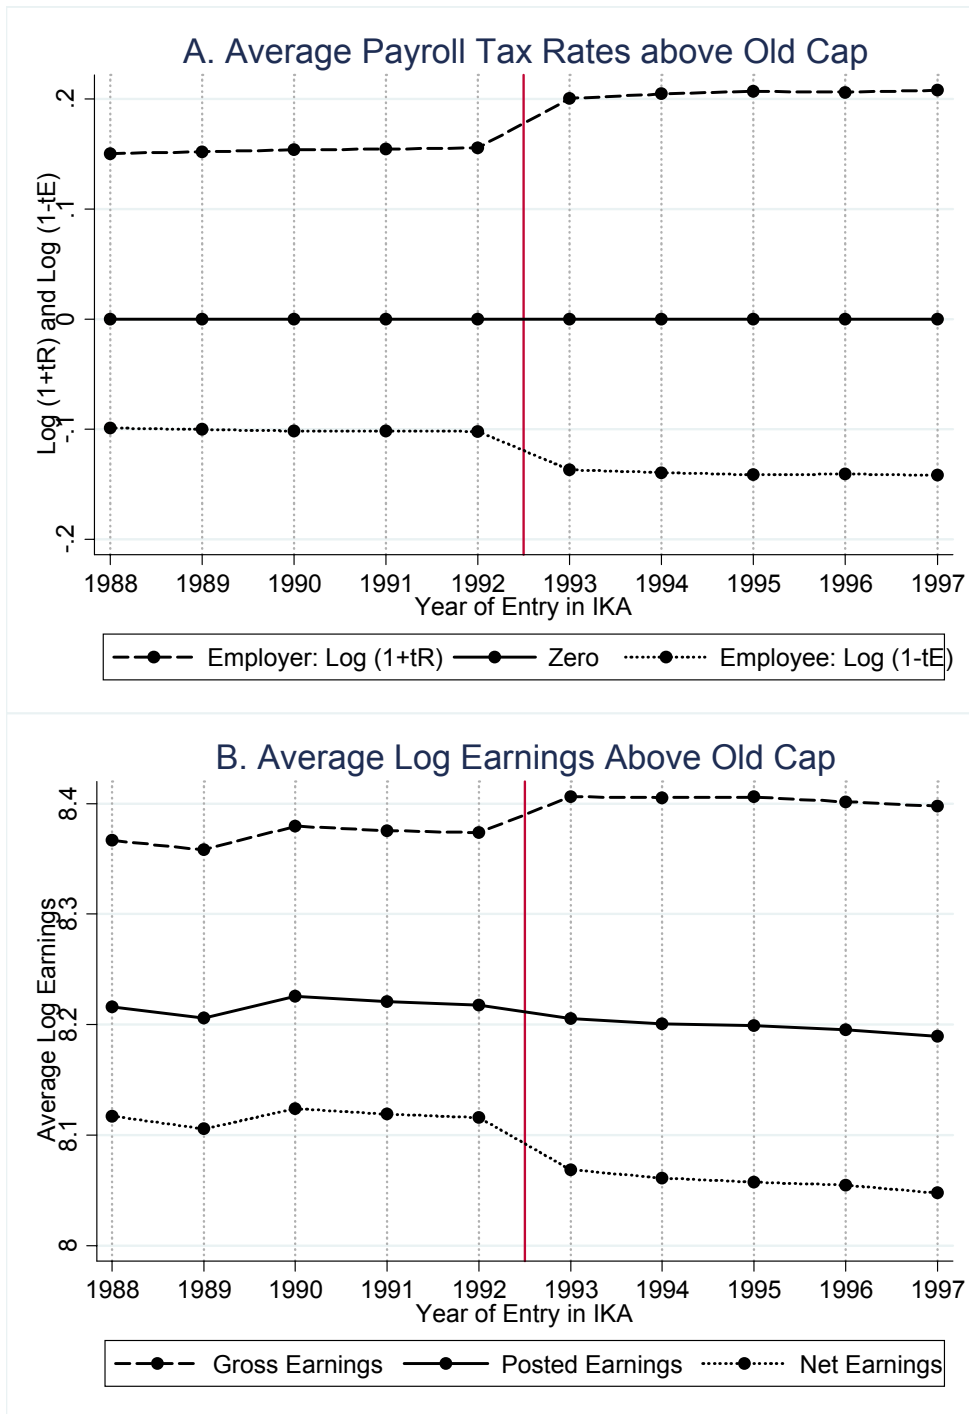 A. Average Payroll Tax Rates above Old Cap
Log (1+tR) and Log (1-tE)
.2
.1
0
-.1
-.2
1988 1989 1990 1991 1992 1993 1994 1995 1996 1997
Year of Entry in IKA
Employer: Log (1+tR) Zero Employee: Log (1-tE)
B. Average Log Earnings Above Old Cap
Average Log Earnings
8.4
8.3
8.2
8.1
8
1988 1989 1990 1991 1992 1993 1994 1995 1996 1997
Year of Entry in IKA
Gross Earnings Posted Earnings Net Earnings